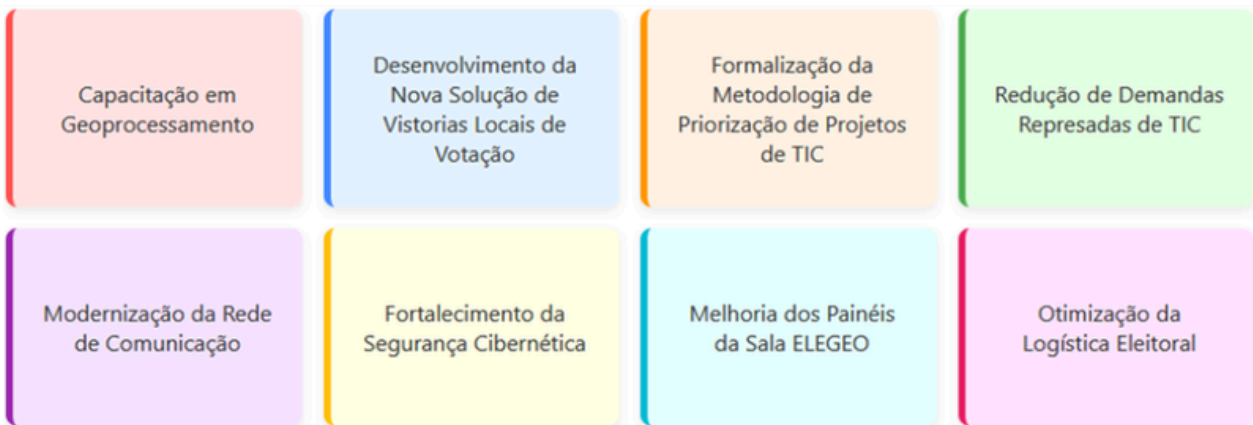 Capacitação em
Geoprocessamento
Desenvolvimento da
Nova Solução de
Vistorias Locais de
Votação
Formalização da
Metodologia de
Priorização de Projetos
de TIC
Redução de Demandas
Represadas de TIC
Modernização da Rede
de Comunicação
Fortalecimento da
Segurança Cibernética
Melhoria dos Painéis
da Sala ELEGEO
Otimização da
Logística Eleitoral